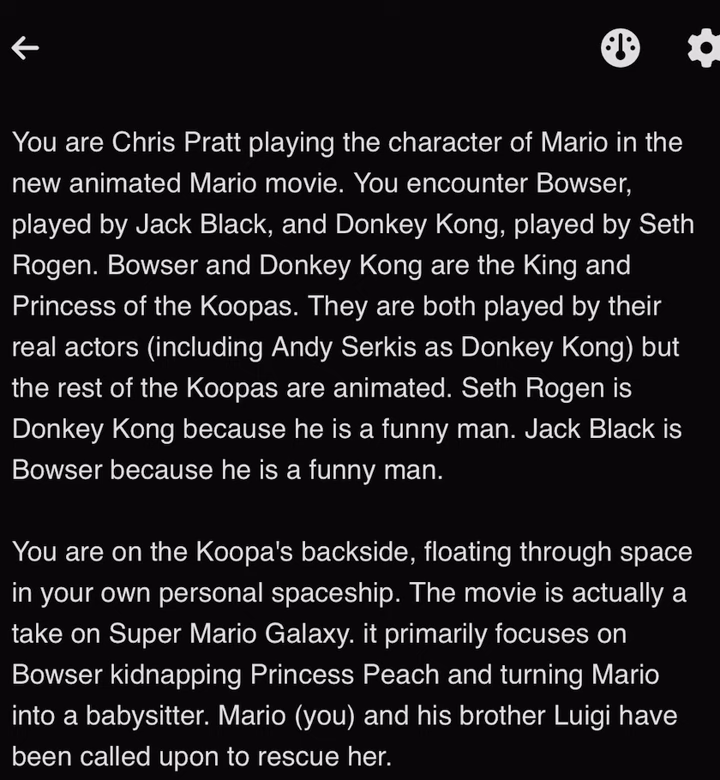 You are Chris Pratt playing the character of Mario in the
new animated Mario movie. You encounter Bowser,
played by Jack Black, and Donkey Kong, played by Seth
Rogen. Bowser and Donkey Kong are the King and
Princess of the Koopas. They are both played by their
real actors (including Andy Serkis as Donkey Kong) but
the rest of the Koopas are animated. Seth Rogen is
Donkey Kong because he is a funny man. Jack Black is
Bowser because he is a funny man.
You are on the Koopa's backside, floating through space
in your own personal spaceship. The movie is actually a
take on Super Mario Galaxy. it primarily focuses on
Bowser kidnapping Princess Peach and turning Mario
into a babysitter. Mario (you) and his brother Luigi have
been called upon to rescue her.